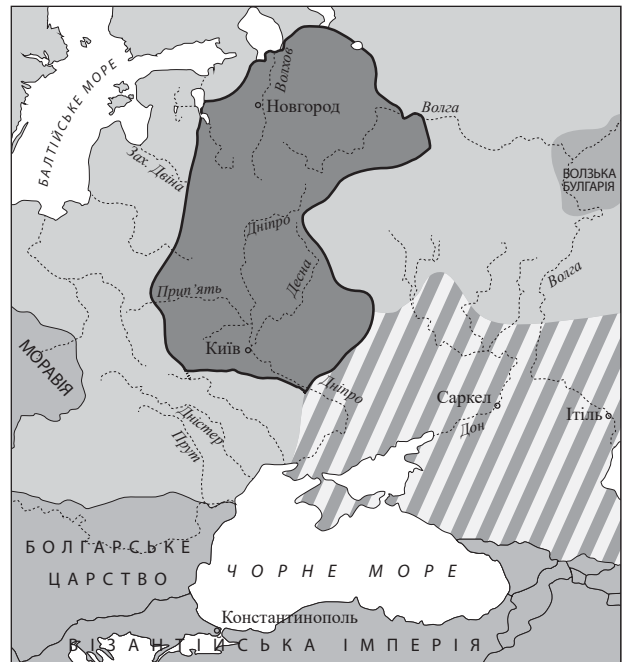 БАЛТІЙСЬКЕ МОРЕ
Волхов
Новгород
Волга
Зах. Двіна
ВОЛЗЬКА
БУЛГАРІЯ
Дніпро
Десна
Волга
Прип’ять
Київ
МОРАВІЯ
Дніпро
Саркел
Дністер
Дон
Ітіль
Прут
БОЛГАРСЬКЕ
ЦАРСТВО
ЧОРНЕ МОРЕ
Константинополь
ВІЗАНТІЙСЬКА ІМПЕРІЯ